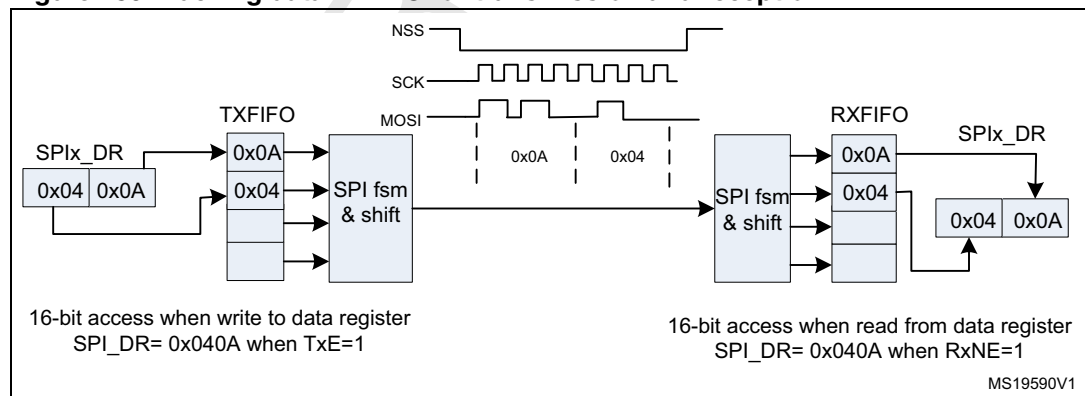 NSS
SCK
MOSI
TXFIFO
RXFIFO
SPIx_DR
SPIx_DR
0x04 0x0A
0x0A
0x04
SPI fsm
& shift
0x0A
0x04
SPI fsm
& shift
0x0A
0x04
0x04 0x0A
16-bit access when write to data register
SPI_DR= 0x040A when TxE=1
16-bit access when read from data register
SPI_DR= 0x040A when RxNE=1
MS19590V1